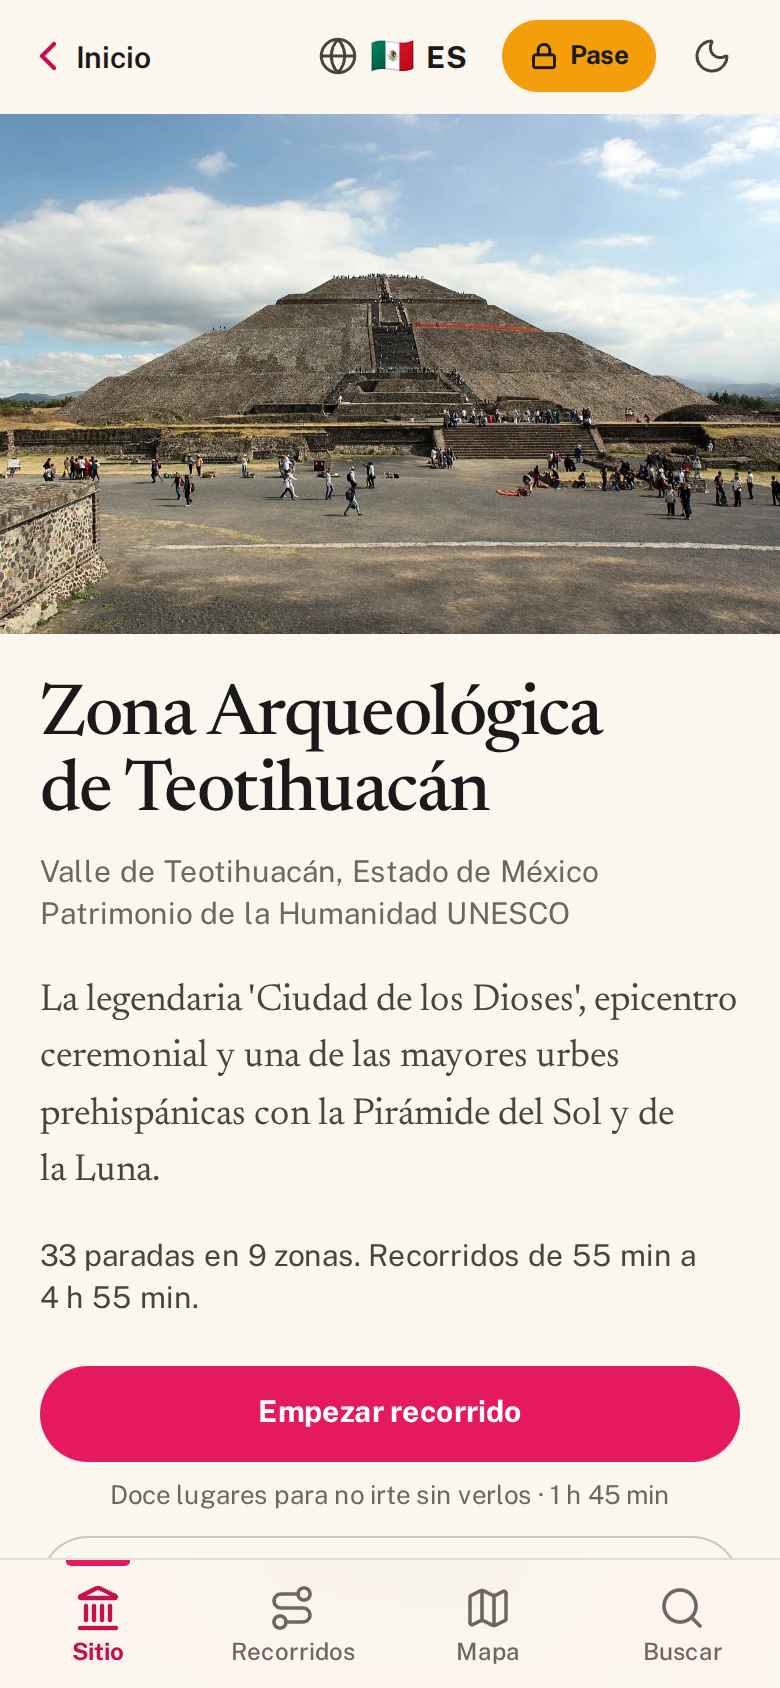 Inicio
ES
Pase
Zona Arqueológica
de Teotihuacán
Valle de Teotihuacán, Estado de México
Patrimonio de la Humanidad UNESCO
La legendaria 'Ciudad de los Dioses', epicentro
ceremonial y una de las mayores urbes
prehispánicas con la Pirámide del Sol y de
la Luna.
33 paradas en 9 zonas. Recorridos de 55 min a
4 h 55 min.
Empezar recorrido
Doce lugares para no irte sin verlos · 1 h 45 min
Sitio
Recorridos
Mapa
Buscar